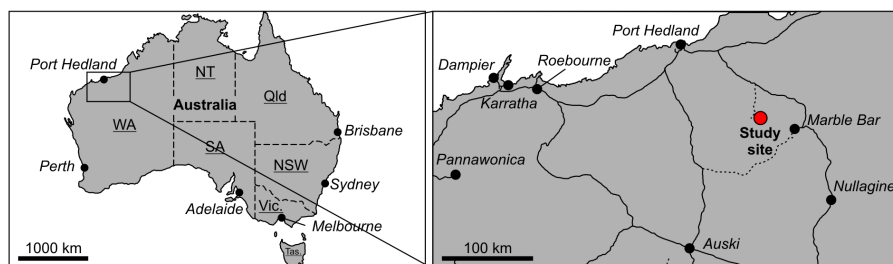 Port Hedland
NT
Australia
Qld
WA
SA
Brisbane
NSW
Perth
Sydney
Adelaide
Vic.
Melbourne
Tas.
1000 km
Port Hedland
Dampier
Roebourne
Karratha
Study
site
Marble Bar
Pannawonica
Nullagine
Auski
100 km